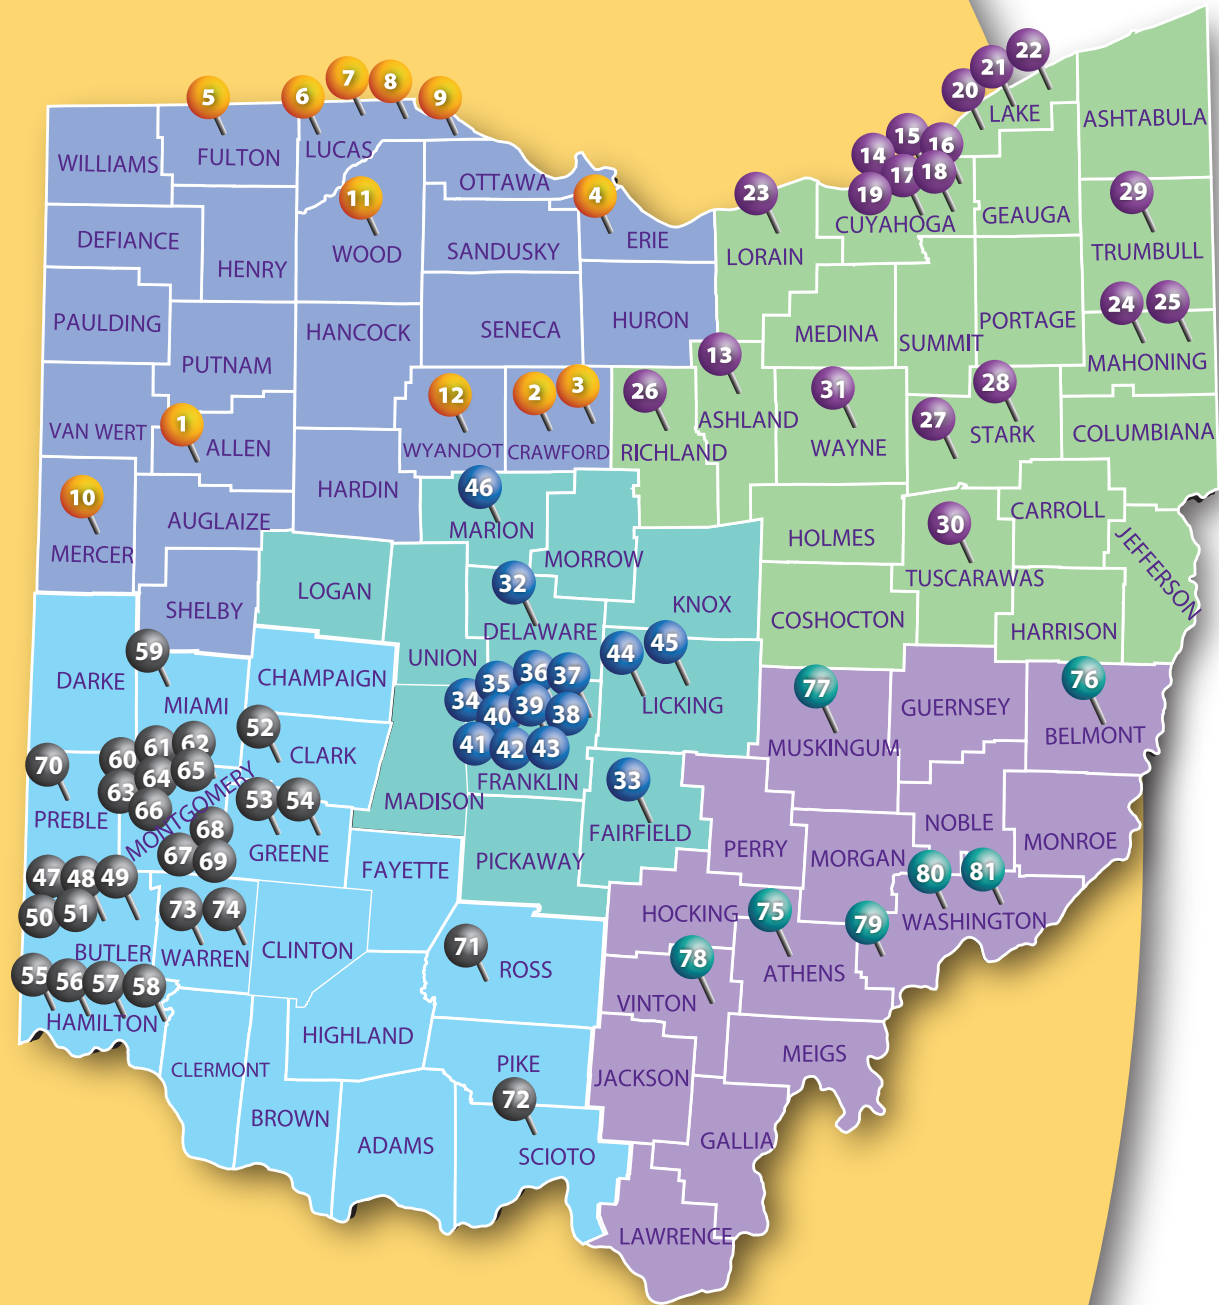 22
21
20
LAKE
ASHTABULA
5
6
7
8
9
WILLIAMS
FULTON
LUCAS
OTTAWA
11
WOOD
4
ERIE
SANDUSKY
DEFIANCE
HENRY
14
15
16
17
18
19
CUYAHOGA
23
LORAIN
GEAUGA
29
TRUMBULL
PAULDING
PUTNAM
HANCOCK
SENECA
HURON
MEDINA
SUMMIT
PORTAGE
24
25
MAHONING
VAN WERT
1
ALLEN
12
WYANDOT
2
3
CRAWFORD
26
RICHLAND
13
ASHLAND
31
WAYNE
27
28
STARK
COLUMBIANA
10
MERCER
AUGLAIZE
HARDIN
46
MARION
MORROW
HOLMES
30
TUSCARAWAS
CARROLL
JEFFERSON
SHELBY
LOGAN
32
DELAWARE
KNOX
COSHOCTON
HARRISON
DARKE
59
MIAMI
CHAMPAIGN
UNION
44
45
LICKING
77
MUSKINGUM
GUERNSEY
76
BELMONT
34
35
36
37
38
39
40
41
42
43
FRANKLIN
52
CLARK
MADISON
33
FAIRFIELD
70
PREBLE
60
61
62
63
64
65
66
MONTGOMERY
67
68
69
53
54
GREENE
FAYETTE
PICKAWAY
PERRY
MORGAN
NOBLE
MONROE
47
48
49
50
51
BUTLER
73
74
WARREN
CLINTON
71
ROSS
HOCKING
75
ATHENS
79
80
81
WASHINGTON
55
56
57
58
HAMILTON
78
VINTON
CLERMONT
HIGHLAND
PIKE
JACKSON
MEIGS
BROWN
ADAMS
72
SCIOTO
GALLIA
LAWRENCE